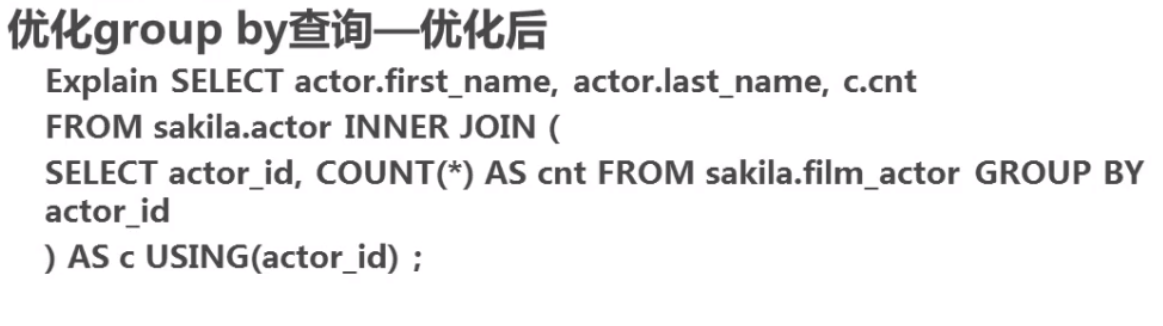 优化group by查询—优化后
Explain SELECT actor.first_name, actor.last_name, c.cnt
FROM sakila.actor INNER JOIN (
SELECT actor_id, COUNT(*) AS cnt FROM sakila.film_actor GROUP BY
actor_id
) AS c USING(actor_id) ;